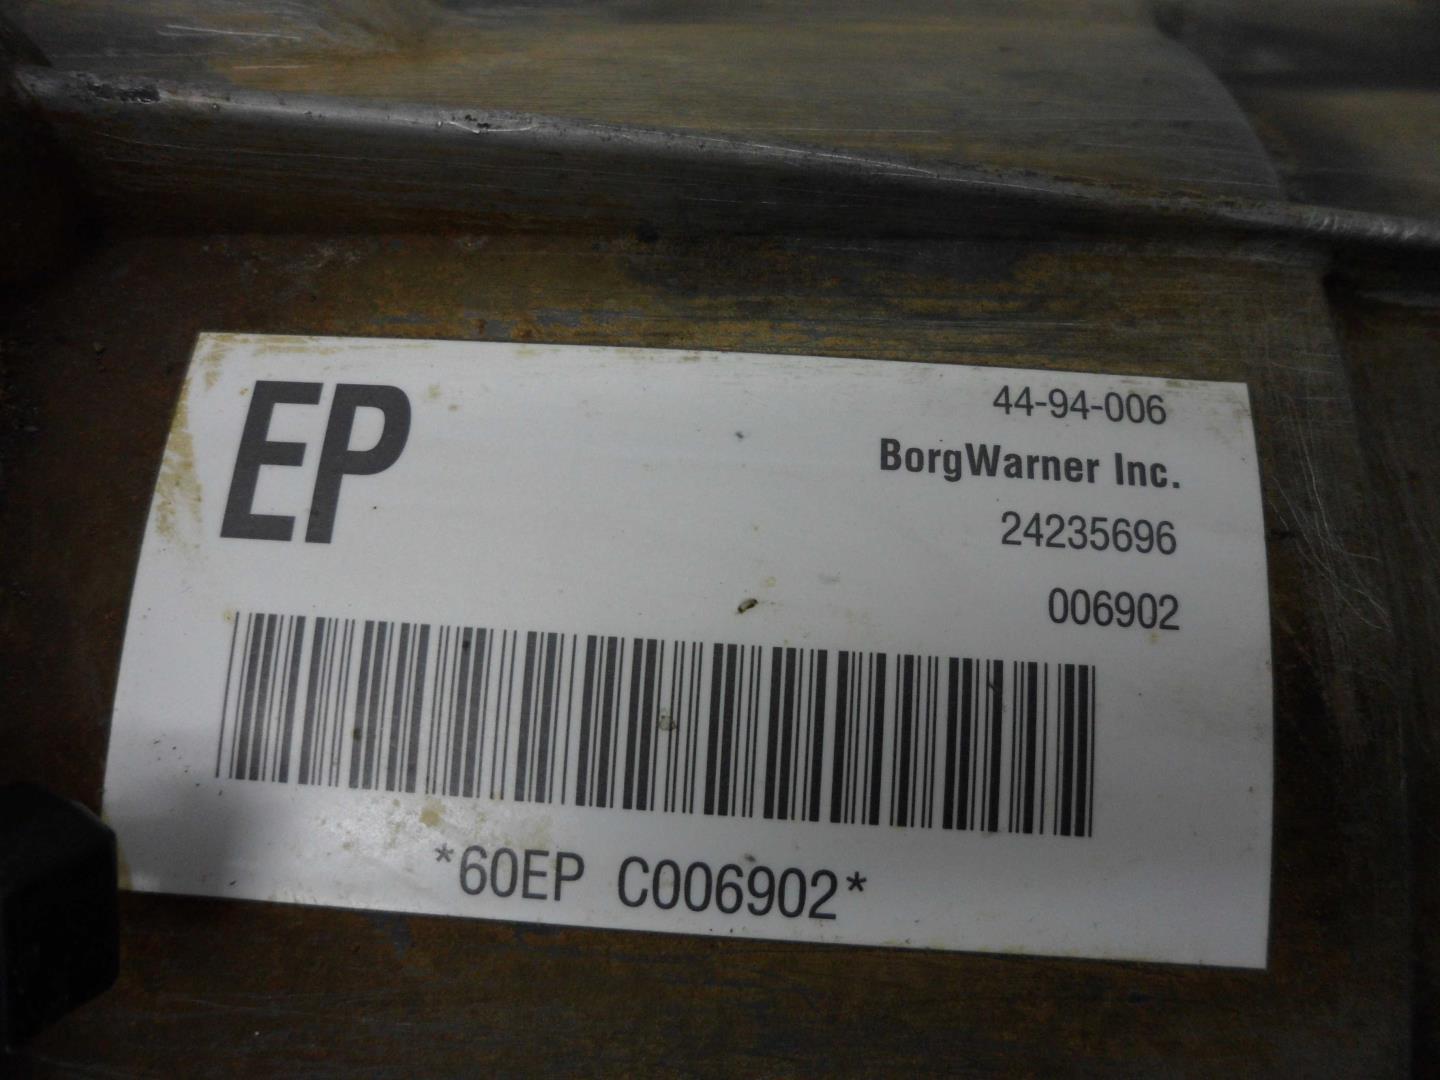 EP
44-94-006
BorgWarner Inc.
24235696
006902
*60EP C006902*